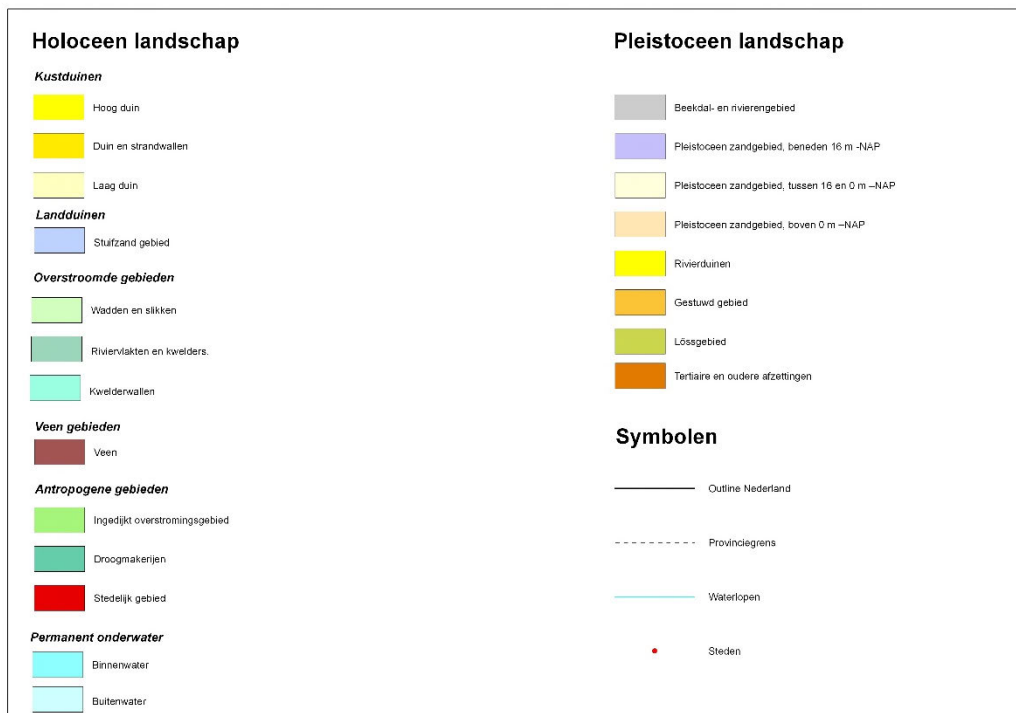 Holoceen landschap
Kustduinen
Hoog duin
Duin en strandwallen
Laag duin
Landduinen
Stuifzand gebied
Overstroomde gebieden
Wadden en slikken
Riviervlakten en kwelders.
Kwelderwallen
Veen gebieden
Veen
Antropogene gebieden
Ingedijkt overstromingsgebied
Droogmakerijen
Stedelijk gebied
Permanent onderwater
Binnenwater
Buitenwater
Pleistoceen landschap
Beekdal- en rivierengebied
Pleistoceen zandgebied, beneden 16 m -NAP
Pleistoceen zandgebied, tussen 16 en 0 m –NAP
Pleistoceen zandgebied, boven 0 m –NAP
Rivierduinen
Gestuwd gebied
Lössgebied
Tertiaire en oudere afzettingen
Symbolen
Outline Nederland
Provinciegrens
Waterlopen
Steden